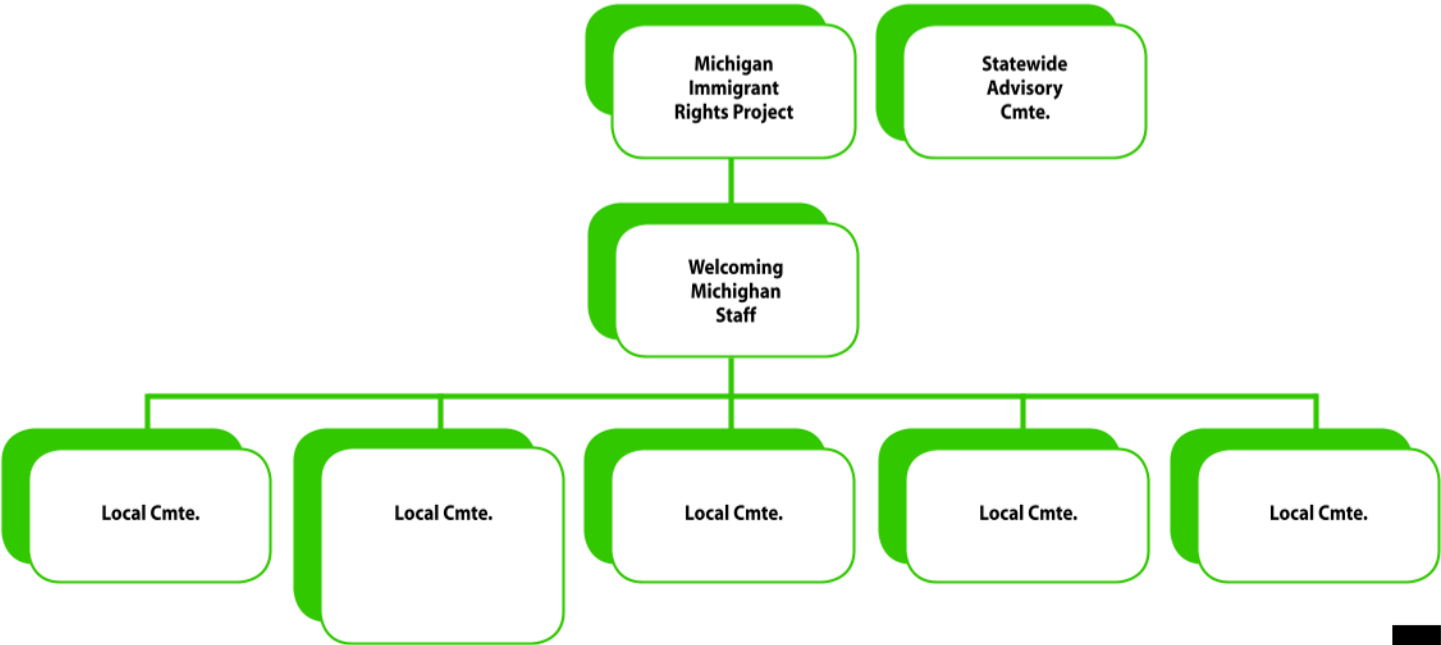 Michigan
Immigrant
Rights Project
Statewide
Advisory
Cmte.
Welcoming
Michighan
Staff
Local Cmte.
Local Cmte.
Local Cmte.
Local Cmte.
Local Cmte.